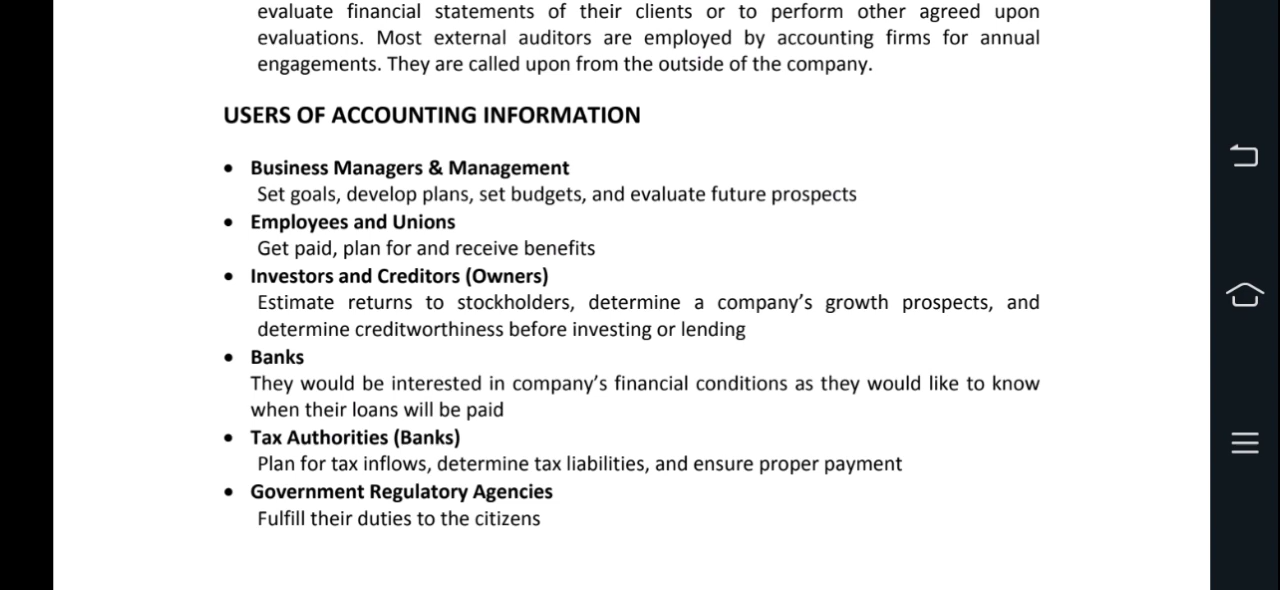 evaluate financial statements of their clients or to perform other agreed upon
evaluations. Most external auditors are employed by accounting firms for annual
engagements. They are called upon from the outside of the company.
USERS OF ACCOUNTING INFORMATION
• Business Managers & Management
Set goals, develop plans, set budgets, and evaluate future prospects
• Employees and Unions
Get paid, plan for and receive benefits
• Investors and Creditors (Owners)
Estimate returns to stockholders, determine a company's growth prospects, and
determine creditworthiness before investing or lending
• Banks
They would be interested in company's financial conditions as they would like to know
when their loans will be paid
• Tax Authorities (Banks)
Plan for tax inflows, determine tax liabilities, and ensure proper payment
• Government Regulatory Agencies
Fulfill their duties to the citizens